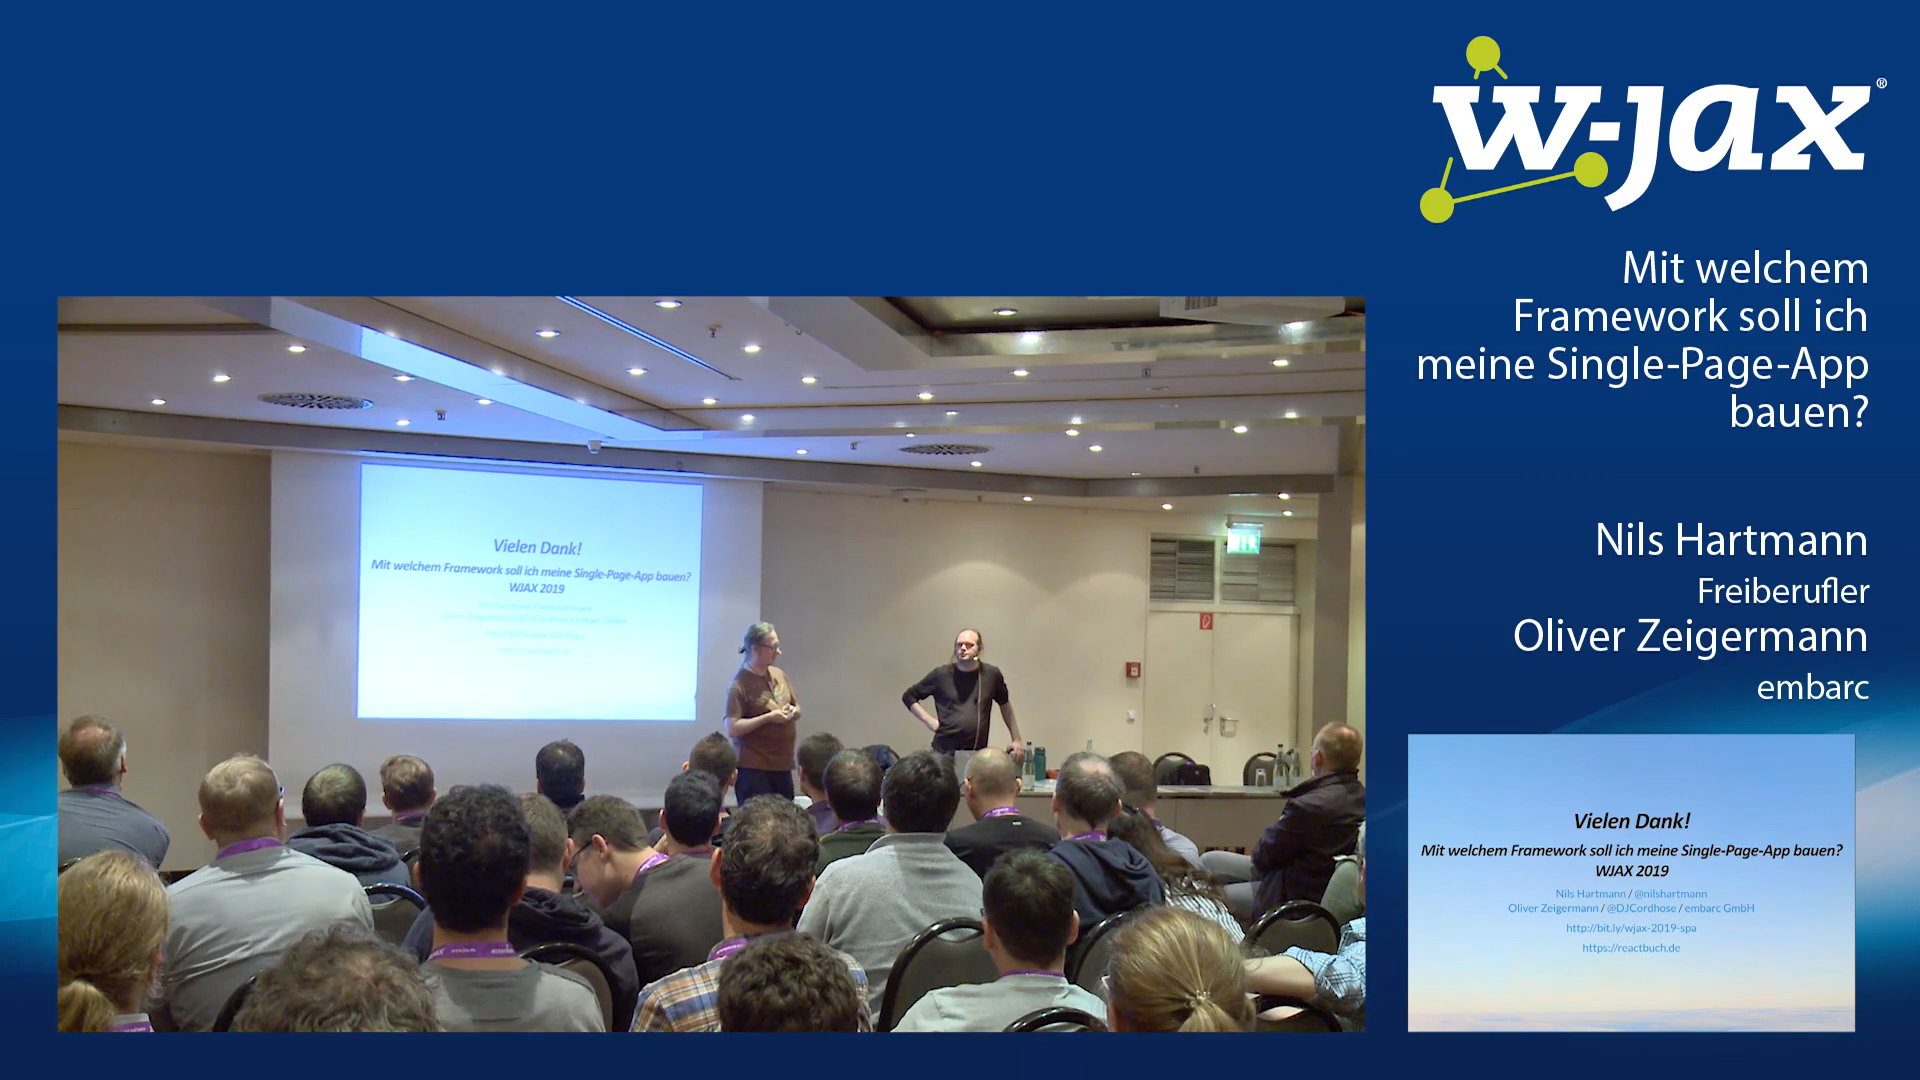 w-jax®
Mit welchem
Framework soll ich
meine Single-Page-App
bauen?
Nils Hartmann
Freiberufler
Oliver Zeigermann
embarc
Vielen Dank!
Mit welchem Framework soll ich meine Single-Page-App bauen?
WJAX 2019
Vielen Dank!
Mit welchem Framework soll ich meine Single-Page-App bauen?
WJAX 2019
Nils Hartmann / @nilshartmann
Oliver Zeigermann / @DJCordhose / embarc GmbH
http://bit.ly/wjax-2019-spa
https://reactbuch.de